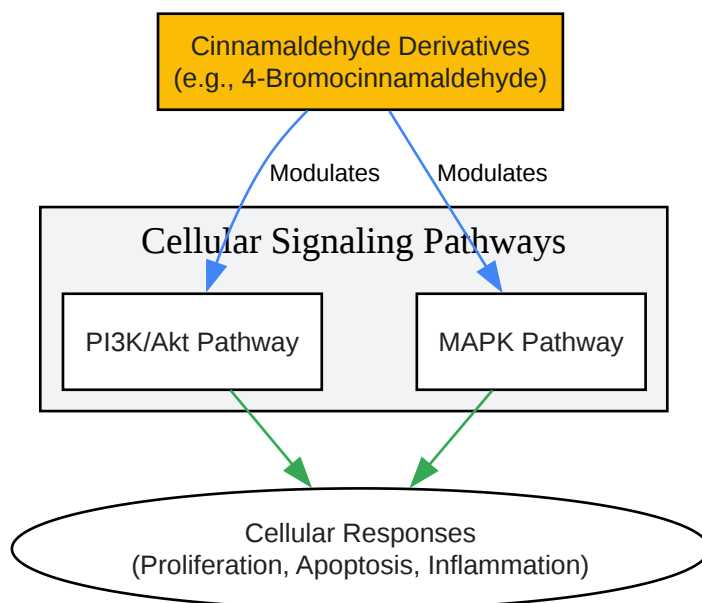 Cinnamaldehyde Derivatives
(e.g., 4-Bromocinnamaldehyde)
Modulates
Modulates
Cellular Signaling Pathways
PI3K/Akt Pathway
MAPK Pathway
Cellular Responses
(Proliferation, Apoptosis, Inflammation)